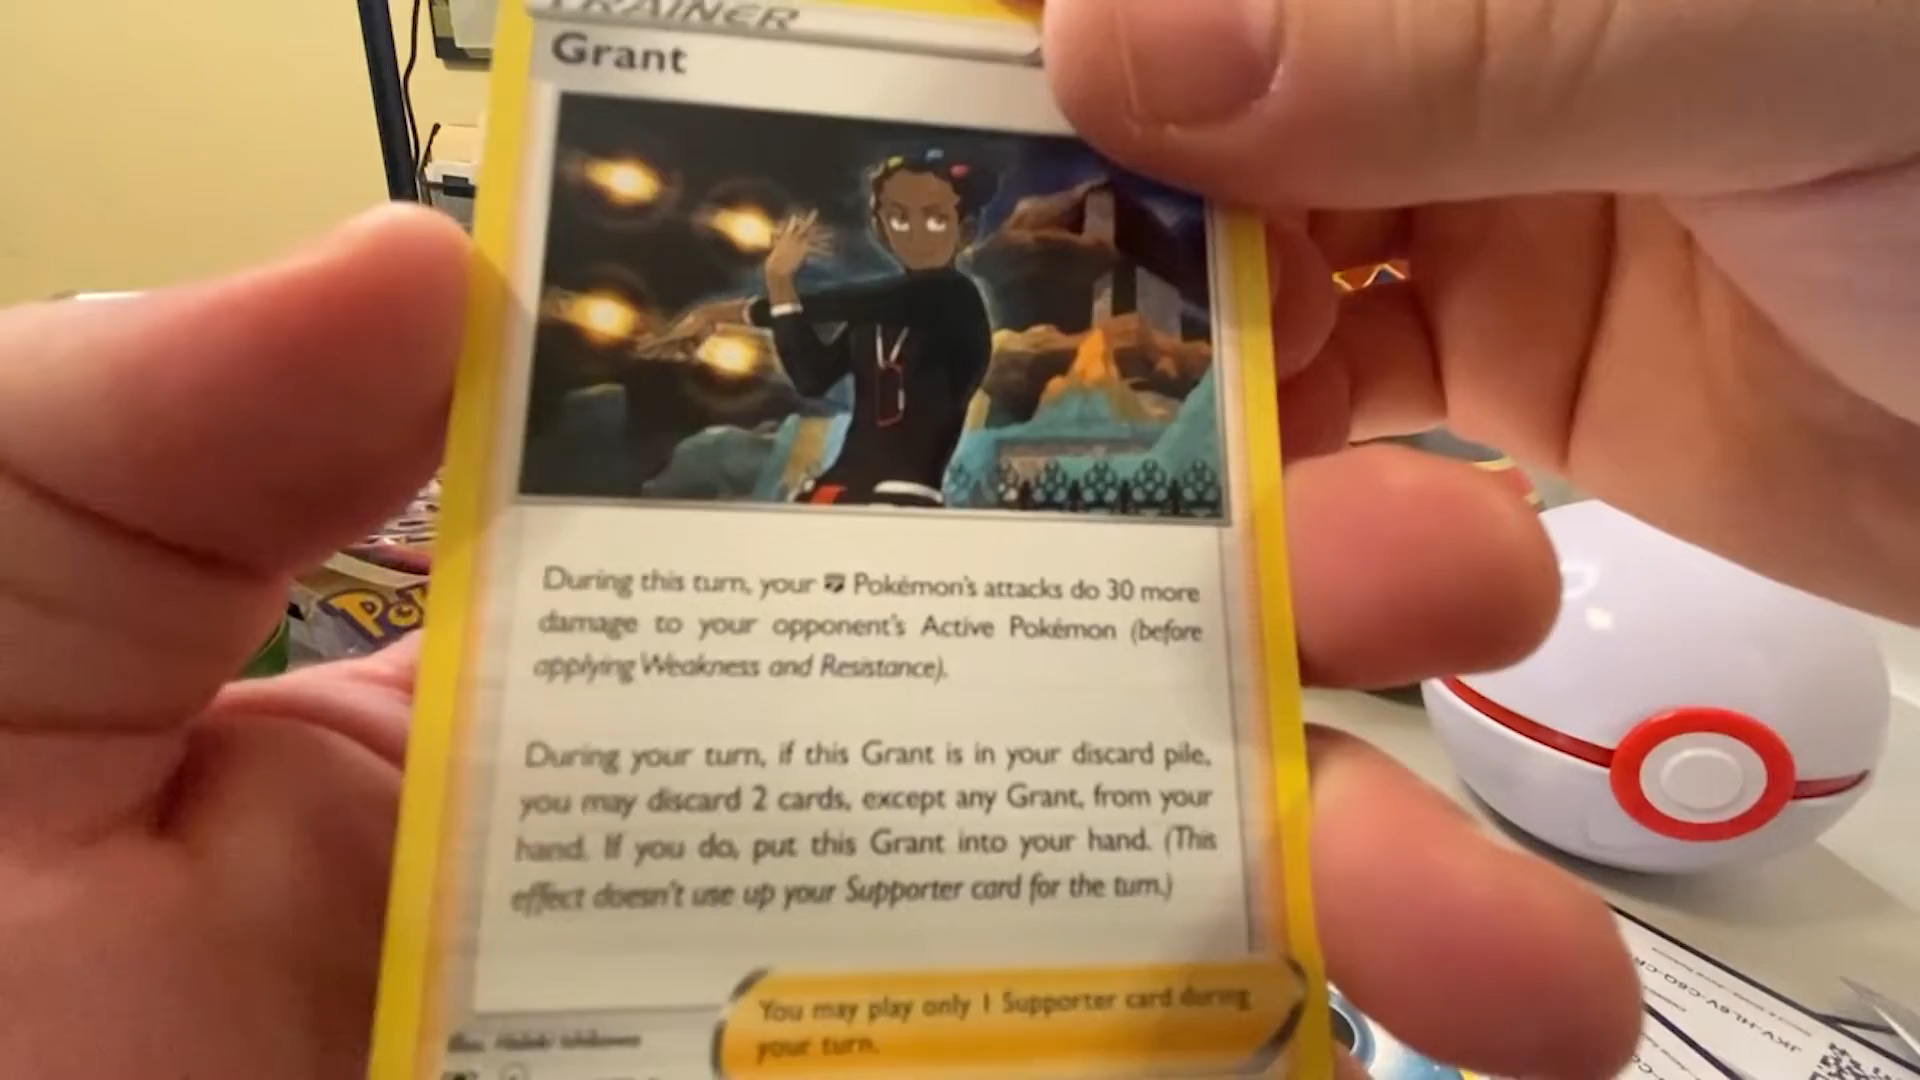 TRAINER
Grant
During this turn, your Pokémon's attacks do 30 more
damage to your opponent's Active Pokémon (before
applying Weakness and Resistance).
During your turn, if this Grant is in your discard pile,
you may discard 2 cards, except any Grant, from your
hand. If you do, put this Grant into your hand. (This
effect doesn't use up your Supporter card for the turn.)
You may play only 1 Supporter card during
your turn.
Illus.
Pok